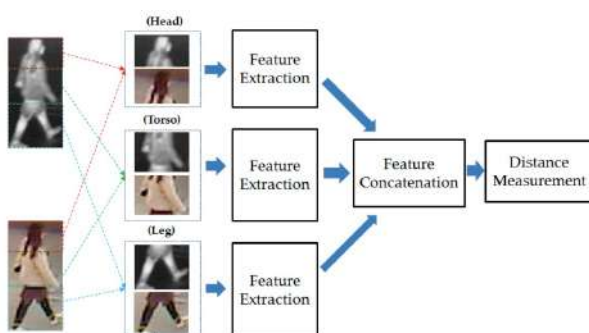 (Head)
Feature
Extraction
(Torso)
Feature
Extraction
Feature
Concatenation
Distance
Measurement
(Leg)
Feature
Extraction